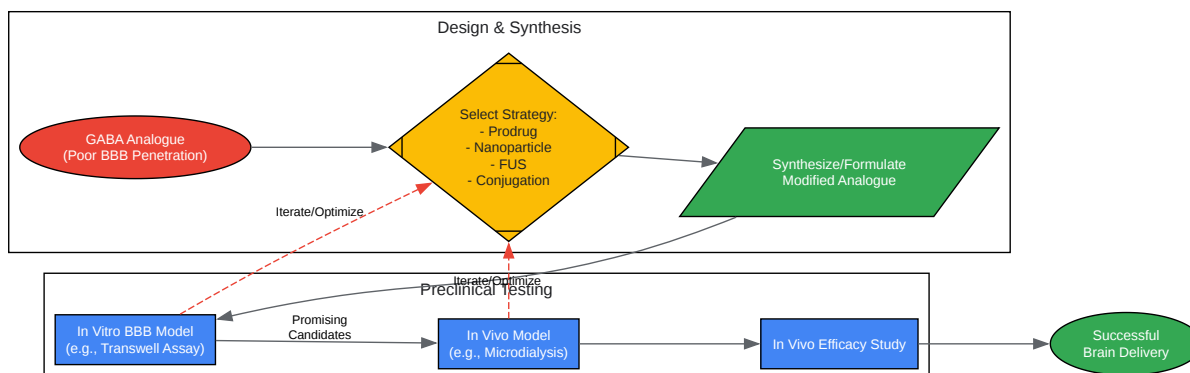 Design & Synthesis
GABA Analogue
(Poor BBB Penetration)
Select Strategy:
- Prodrug
- Nanoparticle
- FUS
- Conjugation
Synthesize/Formulate
Modified Analogue
Iterate/Optimize
Iterate/Optimize
Preclinical Testing
In Vitro BBB Model
(e.g., Transwell Assay)
Promising
Candidates
In Vivo Model
(e.g., Microdialysis)
In Vivo Efficacy Study
Successful
Brain Delivery